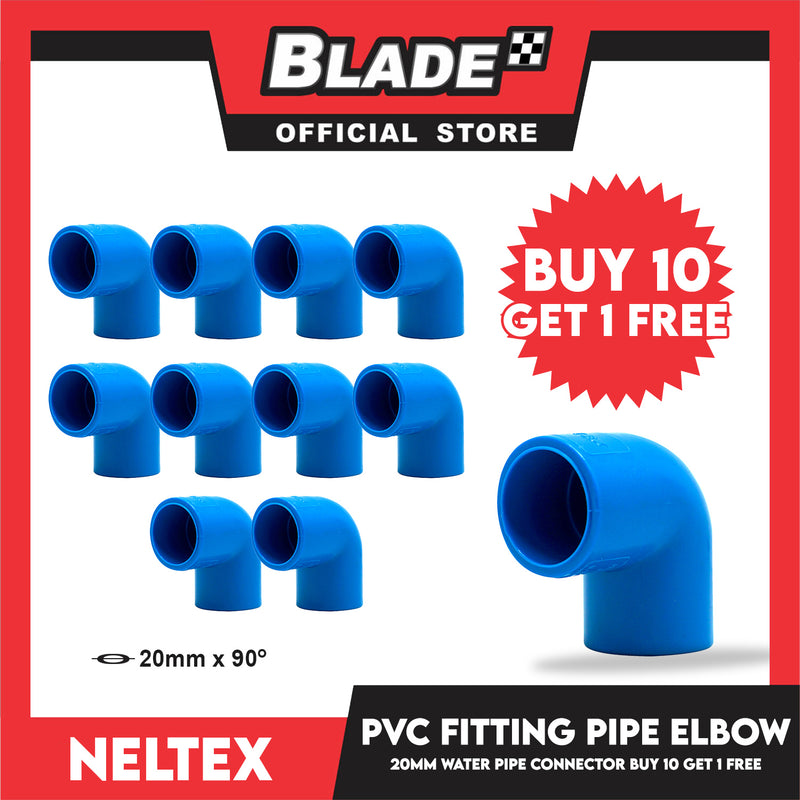 BLADE
OFFICIAL STORE
BUY 10
GET 1 FREE
20mm x 90°
NELTEX
PVC FITTING PIPE ELBOW
20MM WATER PIPE CONNECTOR BUY 10 GET 1 FREE